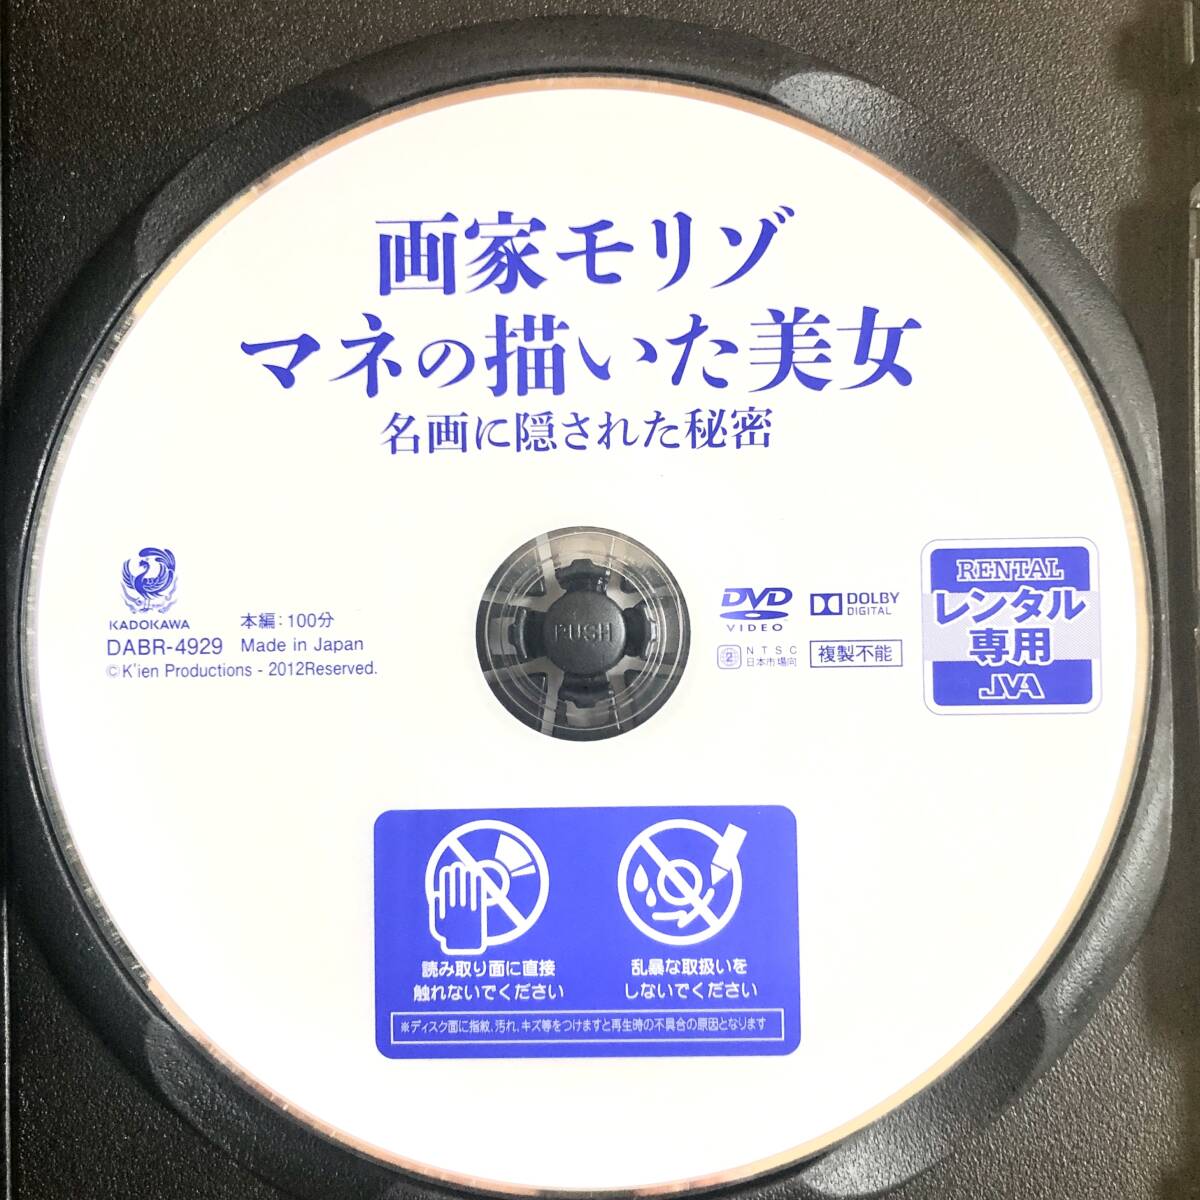 画家モリゾ
マネの描いた美女
名画に隠された秘密
KADOKAWA
DABR-4929
本編:100分
Made in Japan
©K'ien Productions - 2012Reserved.
PUSH
DVD
VIDEO
DOLBY
DIGITAL
2
NTSC
日本市場向
複製不能
RENTAL
レンタル
専用
JVA
読み取り面に直接
触れないでください
乱暴な取扱いを
しないでください
※ディスク面に指紋、汚れ、キズ等をつけますと再生時の不具合の原因となります